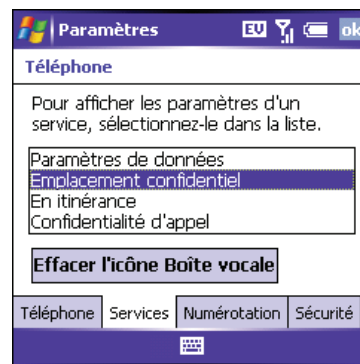 Paramètres EV ok
Téléphone
Pour afficher les paramètres d'un
service, sélectionnez-le dans la liste.
Paramètres de données
Emplacement confidentiel
En itinérance
Confidentialité d'appel
Effacer l'icône Boîte vocale
Téléphone Services Numérotation Sécurité